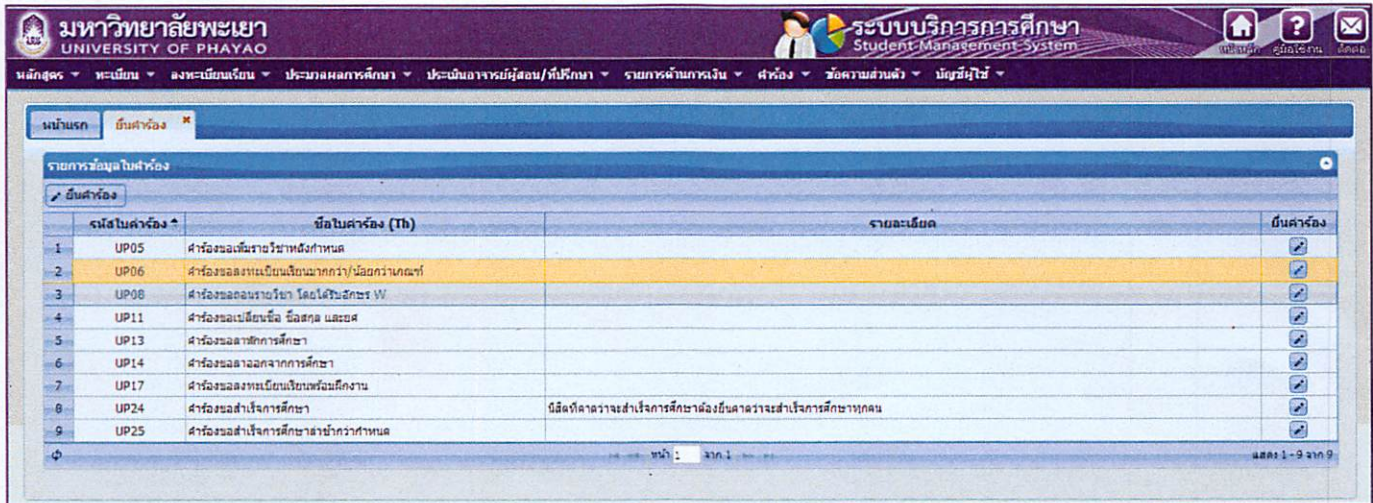 มหาวิทยาลัยพะเยา
UNIVERSITY OF PHAYAO
ระบบบริการการศึกษา
Student Management System
หน้าหลัก คู่มือใช้งาน ติดต่อ
หลักสูตร ทะเบียน ลงทะเบียนเรียน ประมวลผลการศึกษา ประเมินอาจารย์ผู้สอน/ที่ปรึกษา รายการด้านการเงิน คำร้อง ข้อความส่วนตัว บัญชีผู้ใช้
หน้าแรก ยื่นคำร้อง
รายการข้อมูลใบคำร้อง
ยื่นคำร้อง
รหัสใบคำร้อง ชื่อใบคำร้อง (Th) รายละเอียด ยื่นคำร้อง
1 UP05 คำร้องขอเพิ่มรายวิชาหลังกำหนด
2 UP06 คำร้องขอลงทะเบียนเรียนมากกว่า/น้อยกว่าเกณฑ์
3 UP08 คำร้องขอถอนรายวิชา โดยได้รับอักษร W
4 UP11 คำร้องขอเปลี่ยนชื่อ ชื่อสกุล และยศ
5 UP13 คำร้องขอลาพักการศึกษา
6 UP14 คำร้องขอลาออกจากการศึกษา
7 UP17 คำร้องขอลงทะเบียนเรียนพร้อมฝึกงาน
8 UP24 คำร้องขอสำเร็จการศึกษา นิสิตที่คาดว่าจะสำเร็จการศึกษาต้องยื่นคาดว่าจะสำเร็จการศึกษาทุกคน
9 UP25 คำร้องขอสำเร็จการศึกษาล่าช้ากว่ากำหนด
หน้า 1 จาก 1 แสดง 1 - 9 จาก 9